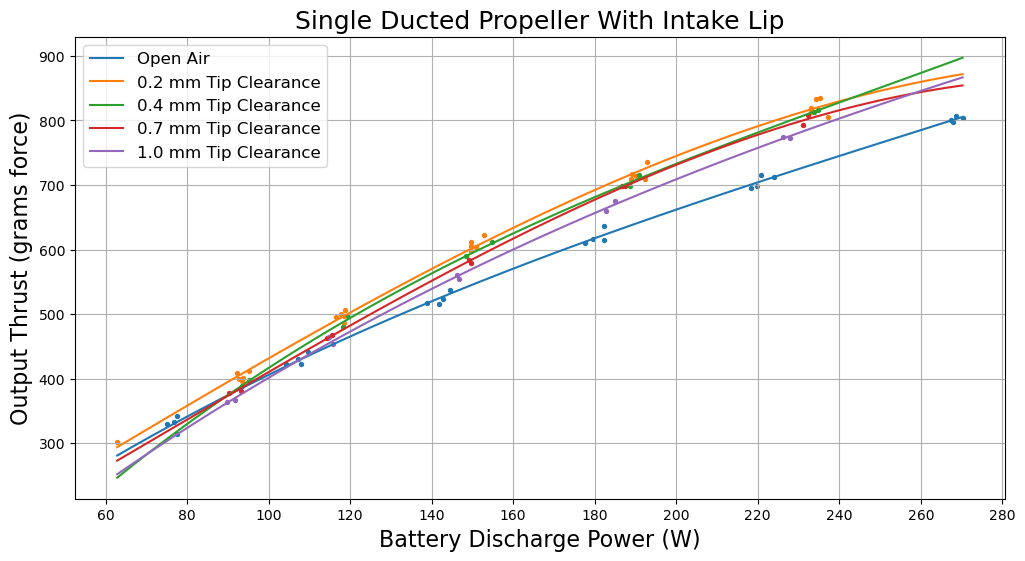 Single Ducted Propeller With Intake Lip
Open Air
0.2 mm Tip Clearance
0.4 mm Tip Clearance
0.7 mm Tip Clearance
1.0 mm Tip Clearance
Output Thrust (grams force)
900
800
700
600
500
400
300
60 80 100 120 140 160 180 200 220 240 260 280
Battery Discharge Power (W)